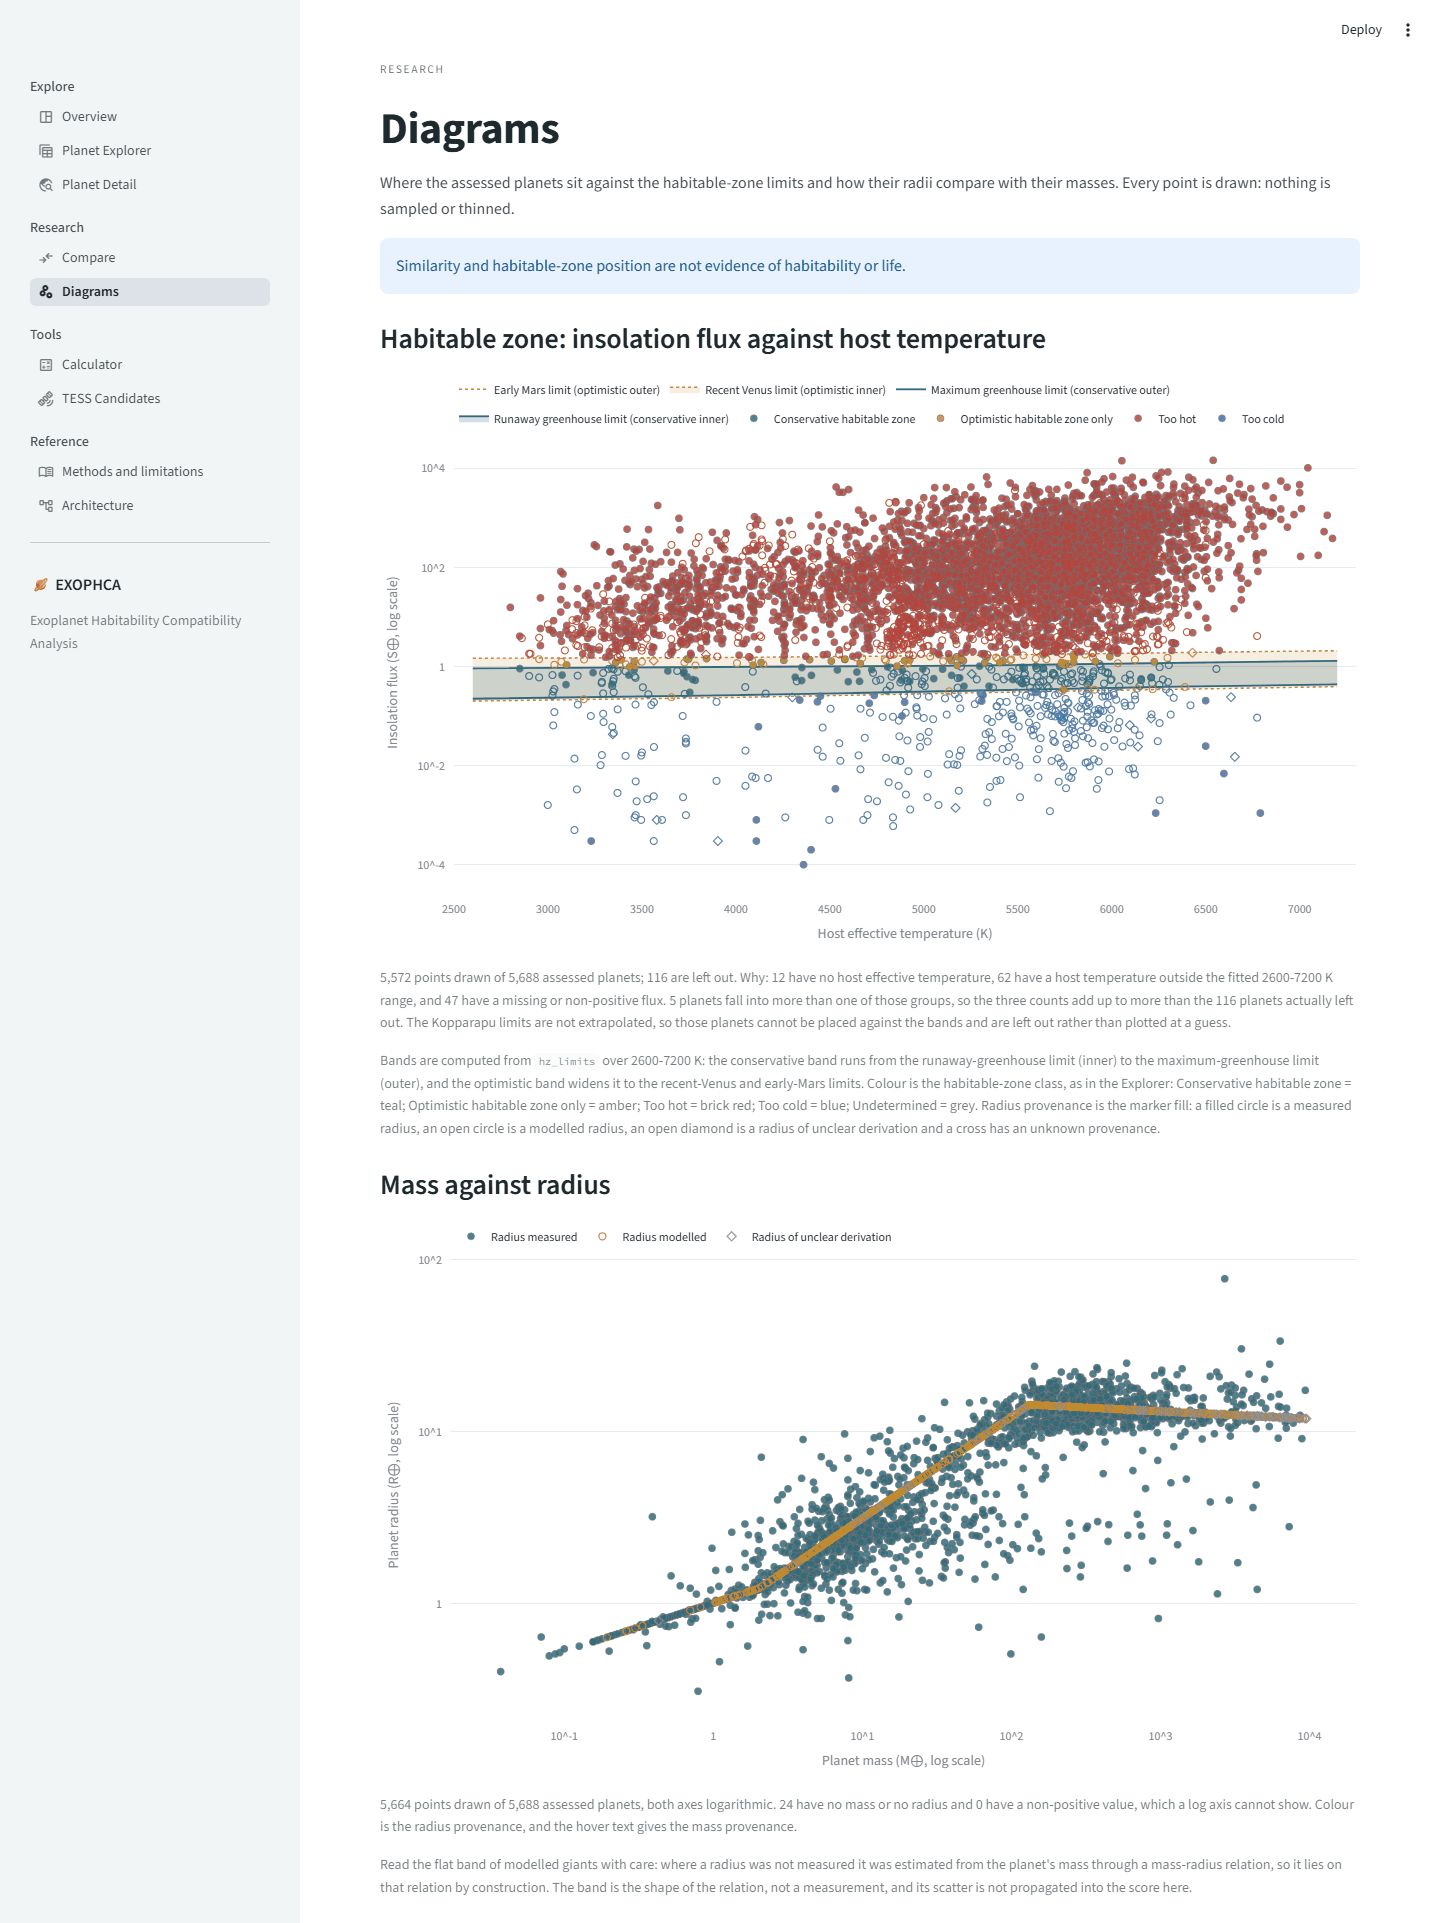 Deploy
Explore
Overview
Planet Explorer
Planet Detail
Research
Compare
Diagrams
Tools
Calculator
TESS Candidates
Reference
Methods and limitations
Architecture
EXOPHCA
Exoplanet Habitability Compatibility
Analysis
RESEARCH
Diagrams
Where the assessed planets sit against the habitable-zone limits and how their radii compare with their masses. Every point is drawn: nothing is
sampled or thinned.
Similarity and habitable-zone position are not evidence of habitability or life.
Habitable zone: insolation flux against host temperature
Early Mars limit (optimistic outer) Recent Venus limit (optimistic inner) Maximum greenhouse limit (conservative outer)
Runaway greenhouse limit (conservative inner) Conservative habitable zone Optimistic habitable zone only Too hot Too cold
10^4
10^2
1
10^-2
10^-4
Insolation flux (S⊕, log scale)
2500 3000 3500 4000 4500 5000 5500 6000 6500 7000
Host effective temperature (K)
5,572 points drawn of 5,688 assessed planets; 116 are left out. Why: 12 have no host effective temperature, 62 have a host temperature outside the fitted 2600-7200 K
range, and 47 have a missing or non-positive flux. 5 planets fall into more than one of those groups, so the three counts add up to more than the 116 planets actually left
out. The Kopparapu limits are not extrapolated, so those planets cannot be placed against the bands and are left out rather than plotted at a guess.
Bands are computed from hz_limits over 2600-7200 K: the conservative band runs from the runaway-greenhouse limit (inner) to the maximum-greenhouse limit
(outer), and the optimistic band widens it to the recent-Venus and early-Mars limits. Colour is the habitable-zone class, as in the Explorer: Conservative habitable zone =
teal; Optimistic habitable zone only = amber; Too hot = brick red; Too cold = blue; Undetermined = grey. Radius provenance is the marker fill: a filled circle is a measured
radius, an open circle is a modelled radius, an open diamond is a radius of unclear derivation and a cross has an unknown provenance.
Mass against radius
Radius measured Radius modelled Radius of unclear derivation
10^2
10^1
1
Planet radius (R⊕, log scale)
10^-1 1 10^1 10^2 10^3 10^4
Planet mass (M⊕, log scale)
5,664 points drawn of 5,688 assessed planets, both axes logarithmic. 24 have no mass or no radius and 0 have a non-positive value, which a log axis cannot show. Colour
is the radius provenance, and the hover text gives the mass provenance.
Read the flat band of modelled giants with care: where a radius was not measured it was estimated from the planet's mass through a mass-radius relation, so it lies on
that relation by construction. The band is the shape of the relation, not a measurement, and its scatter is not propagated into the score here.